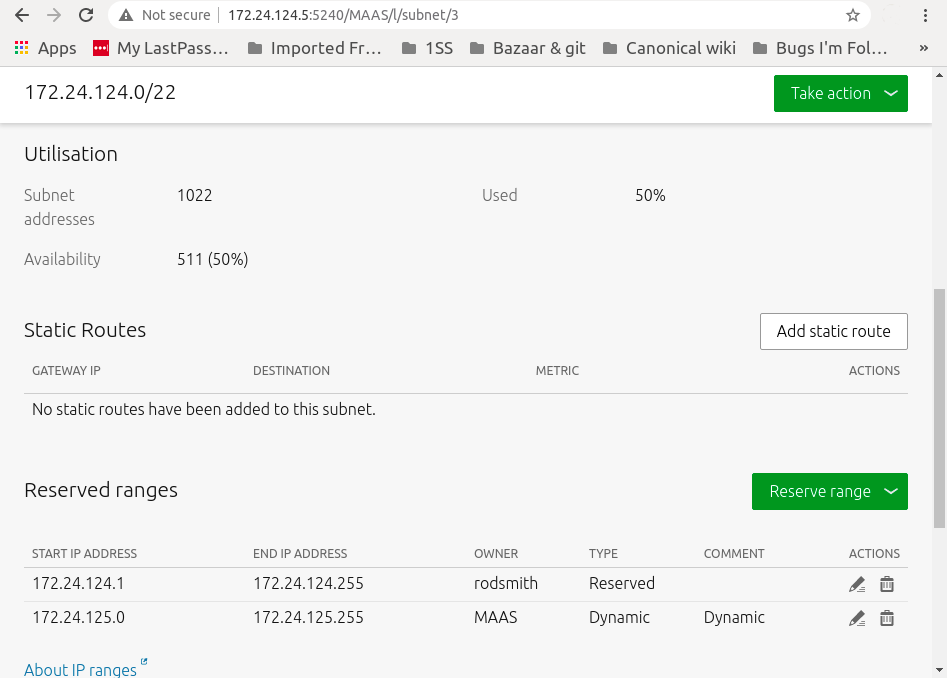 Not secure 172.24.124.5:5240/MAAS/l/subnet/3
Apps My LastPass… Imported Fr… 1SS Bazaar & git Canonical wiki Bugs I'm Fol… »
172.24.124.0/22 Take action
Utilisation
Subnet addresses 1022 Used 50%
Availability 511 (50%)
Static Routes Add static route
GATEWAY IP DESTINATION METRIC ACTIONS
No static routes have been added to this subnet.
Reserved ranges Reserve range
START IP ADDRESS END IP ADDRESS OWNER TYPE COMMENT ACTIONS
172.24.124.1 172.24.124.255 rodsmith Reserved
172.24.125.0 172.24.125.255 MAAS Dynamic Dynamic
About IP ranges